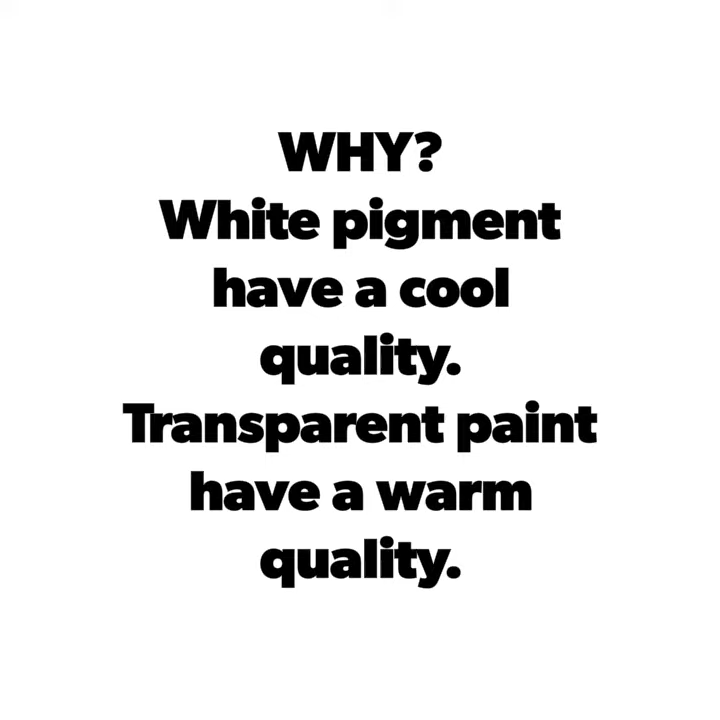 WHY?
White pigment
have a cool
quality.
Transparent paint
have a warm
quality.